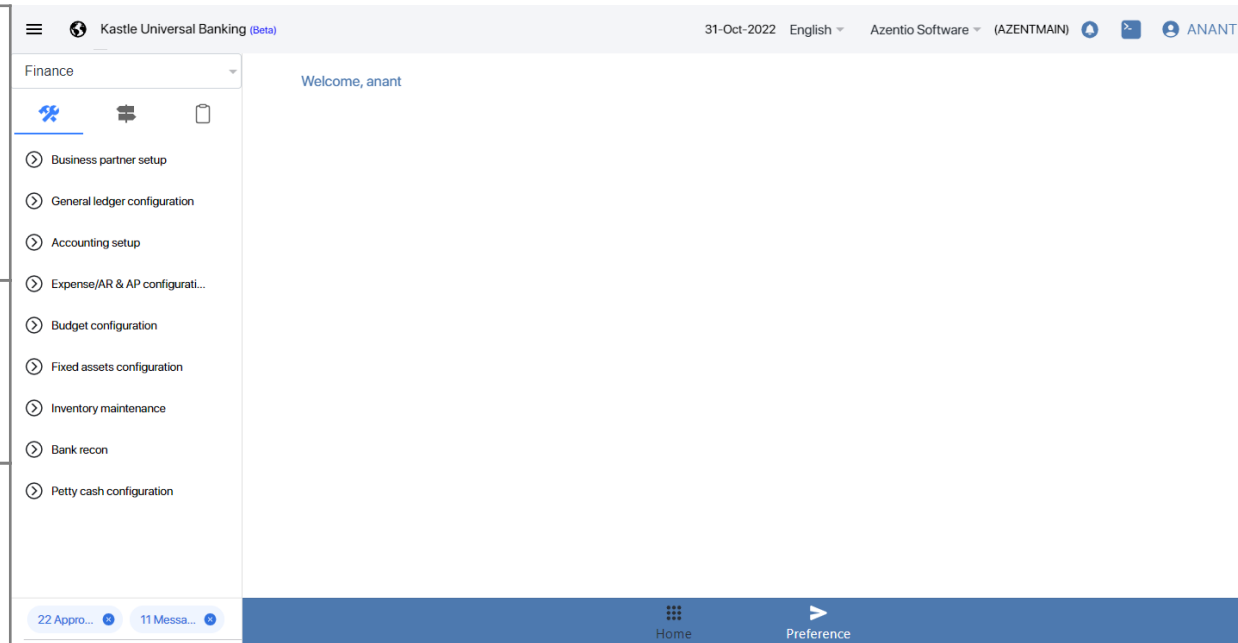 Kastle Universal Banking (Beta)
31-Oct-2022 English Azentio Software (AZENTMAIN) ANANT
Finance
Welcome, anant
Business partner setup
General ledger configuration
Accounting setup
Expense/AR & AP configurati...
Budget configuration
Fixed assets configuration
Inventory maintenance
Bank recon
Petty cash configuration
22 Appro... 11 Messa...
Home Preference